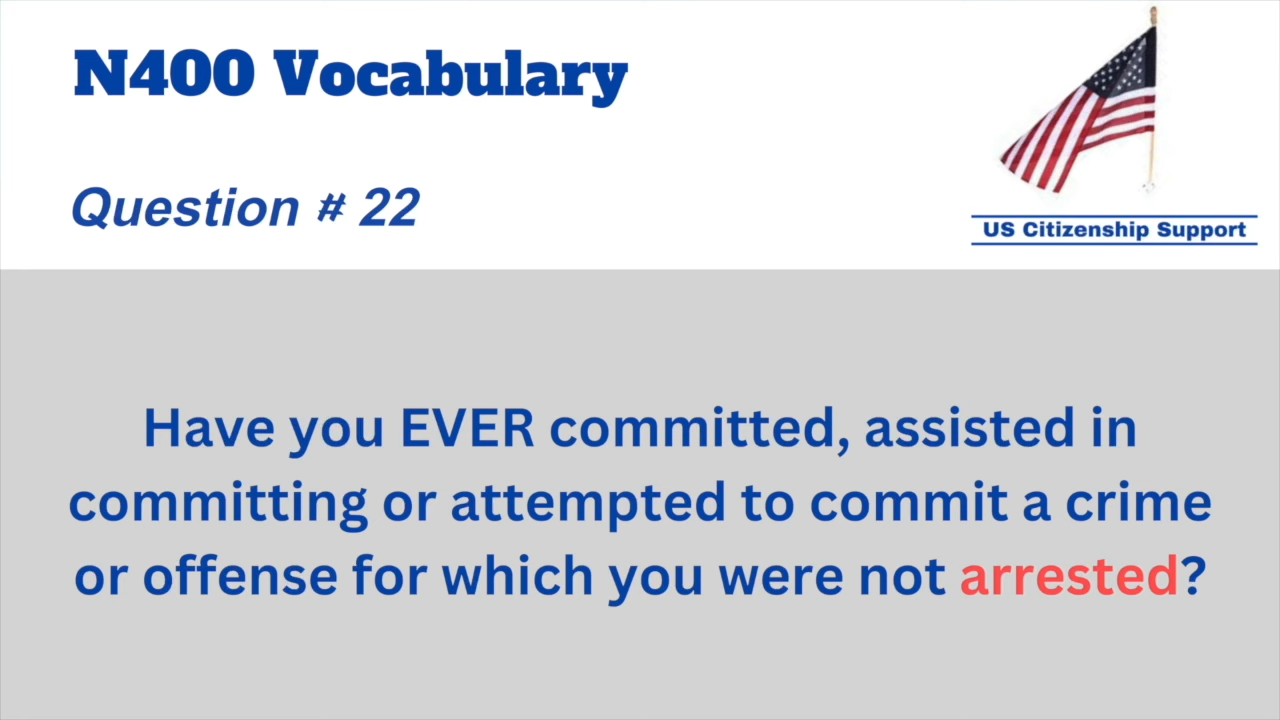 N400 Vocabulary
Question # 22
US Citizenship Support
Have you EVER committed, assisted in
committing or attempted to commit a crime
or offense for which you were not arrested?